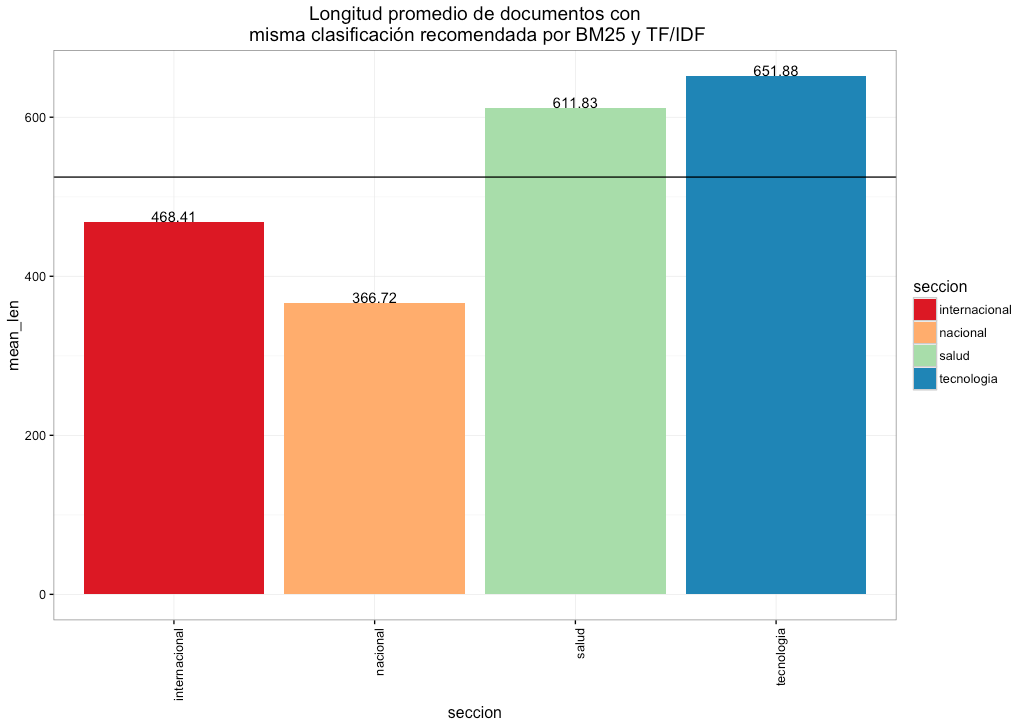 Longitud promedio de documentos con
misma clasificación recomendada por BM25 y TF/IDF
mean_len
600
400
200
0
468.41
366.72
611.83
651.88
internacional
nacional
salud
tecnologia
seccion
seccion
internacional
nacional
salud
tecnologia